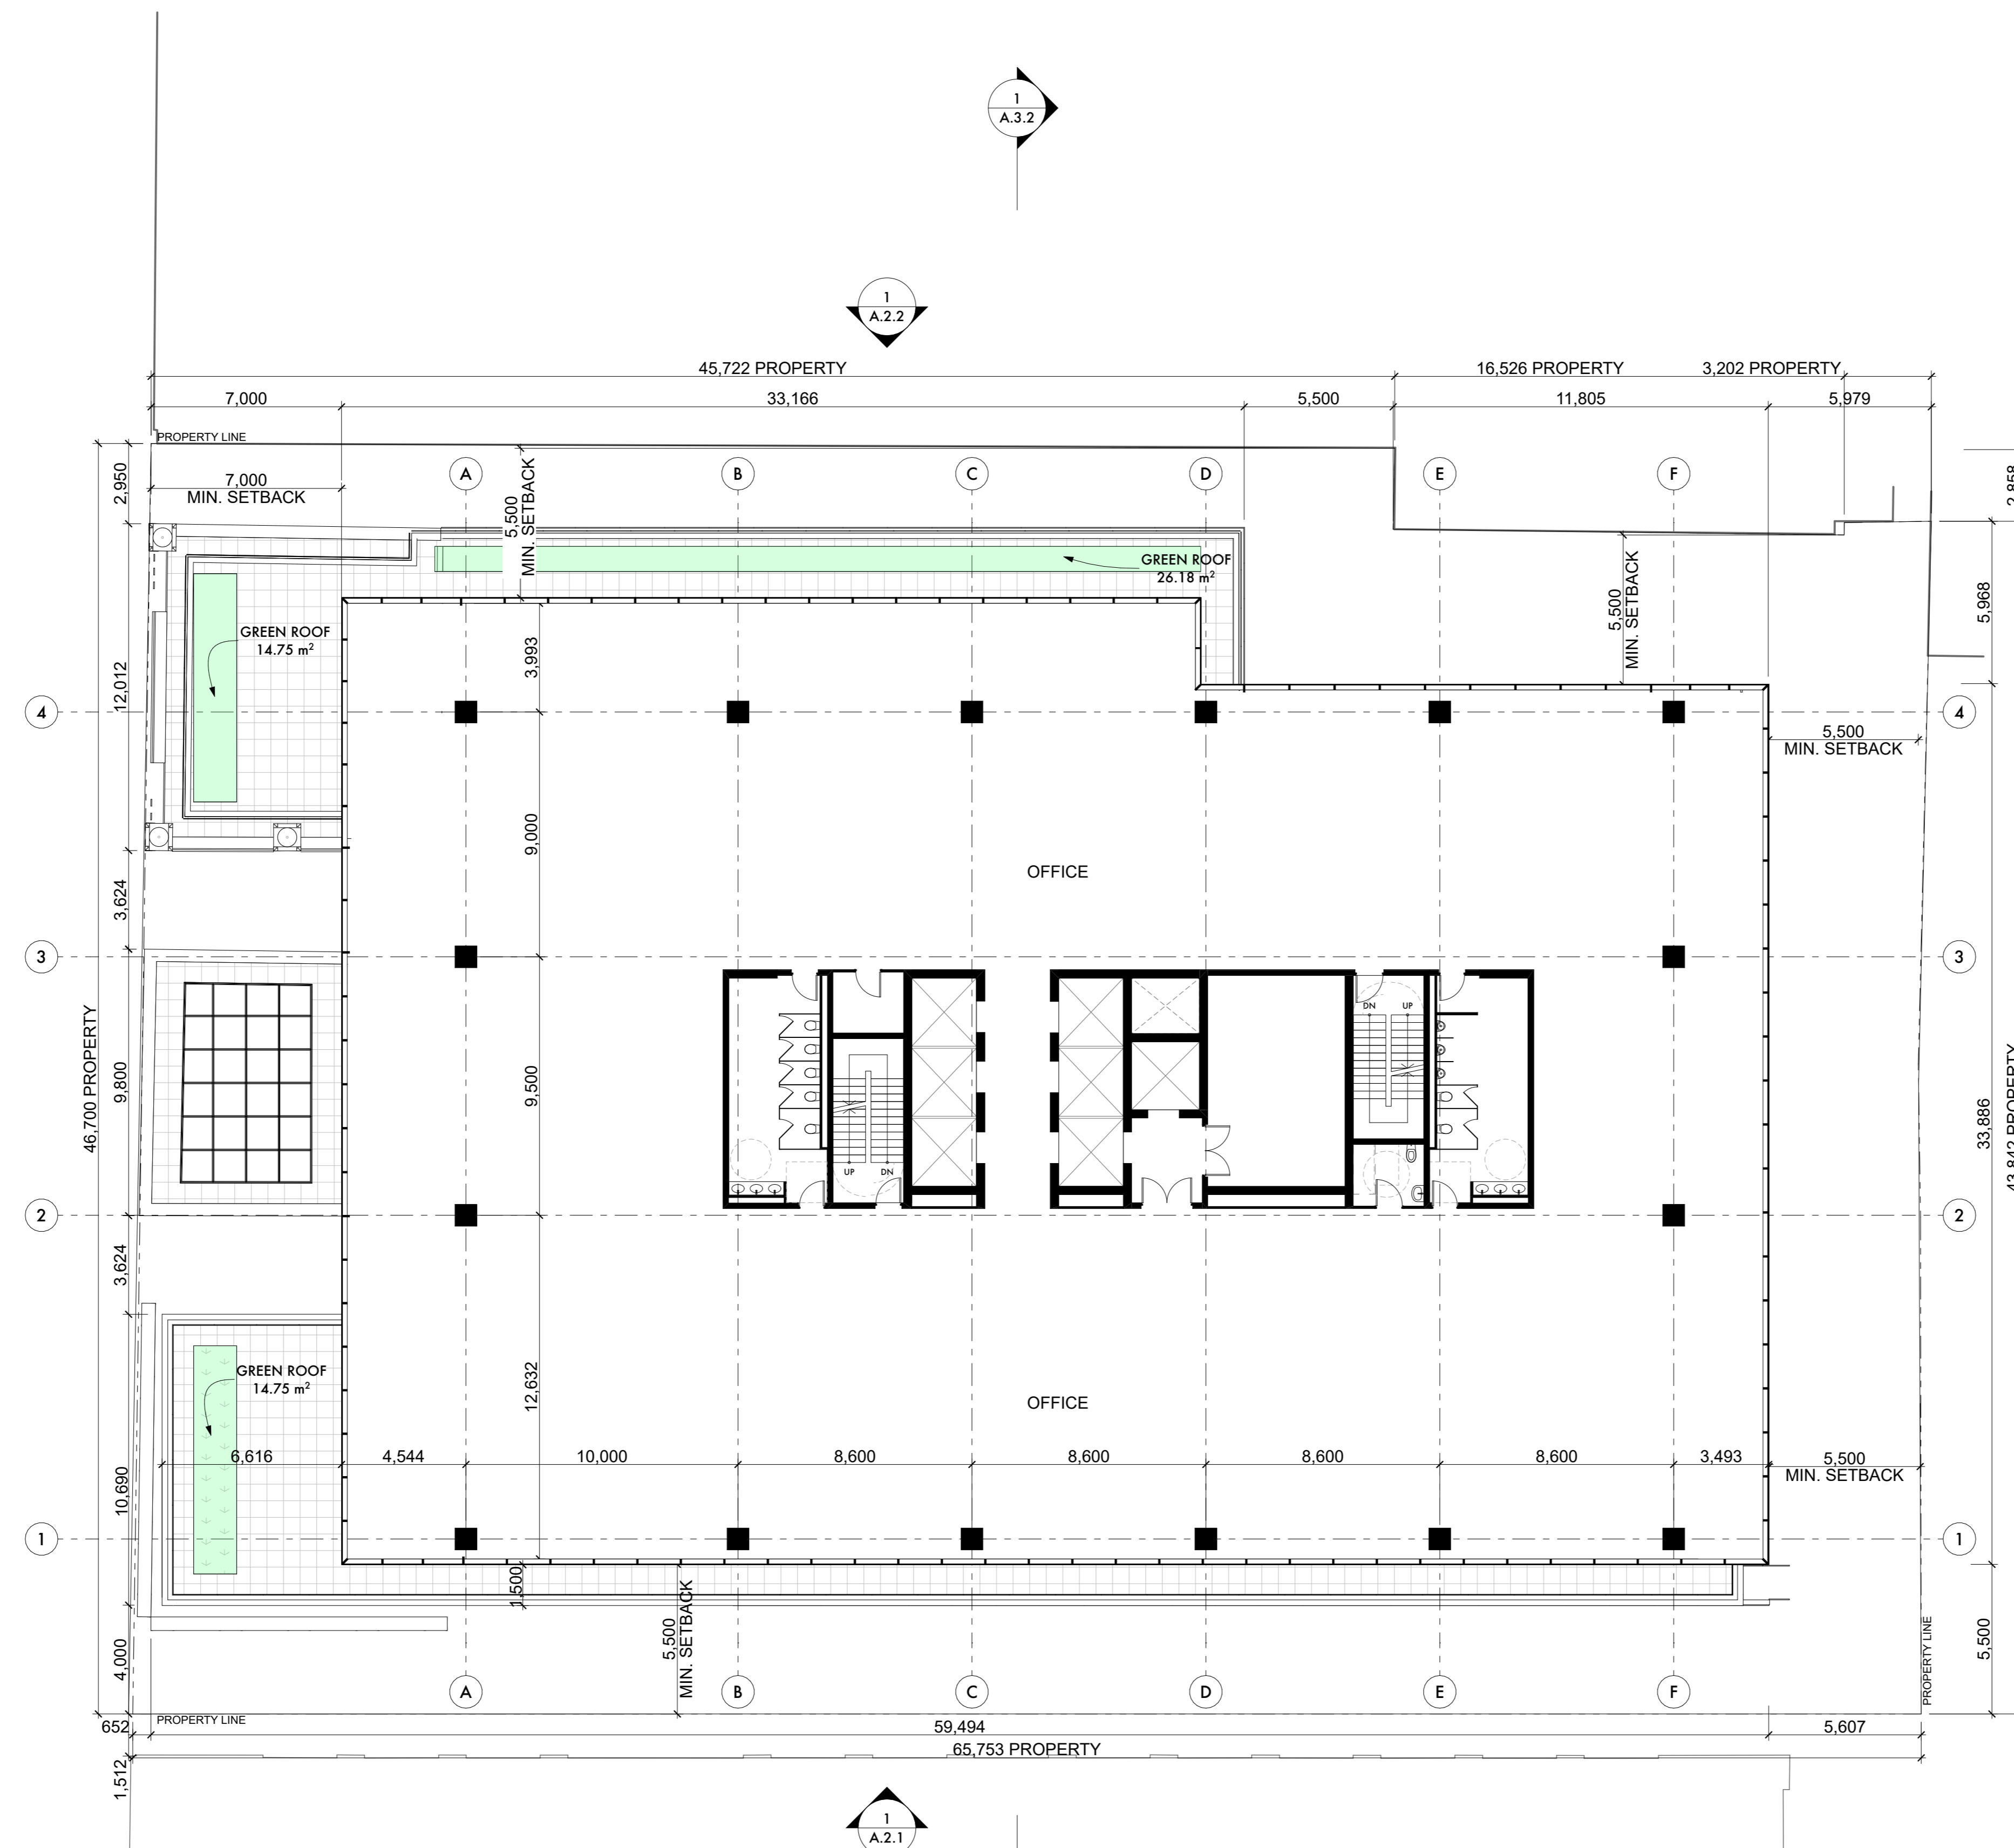 1
A.3.2
1
A.2.2
45,722 PROPERTY
16,526 PROPERTY
3,202 PROPERTY
7,000
33,166
5,500
11,805
5,979
PROPERTY LINE
2,950
7,000
MIN. SETBACK
A
B
C
D
E
F
5,500
MIN. SETBACK
2,858
GREEN ROOF
26.18 m²
5,500
MIN. SETBACK
5,968
GREEN ROOF
14.75 m²
3,993
12,012
4
4
5,500
MIN. SETBACK
9,000
OFFICE
3,624
3
3
DN
UP
46,700 PROPERTY
9,800
9,500
33,886
43,842 PROPERTY
UP
DN
2
2
3,624
GREEN ROOF
14.75 m²
12,632
OFFICE
6,616
4,544
10,000
8,600
8,600
8,600
8,600
3,493
5,500
MIN. SETBACK
10,690
1
1
1,500
5,500
MIN. SETBACK
4,000
5,500
PROPERTY LINE
A
B
C
D
E
F
PROPERTY LINE
652
59,494
5,607
65,753 PROPERTY
1,512
1
A.2.1